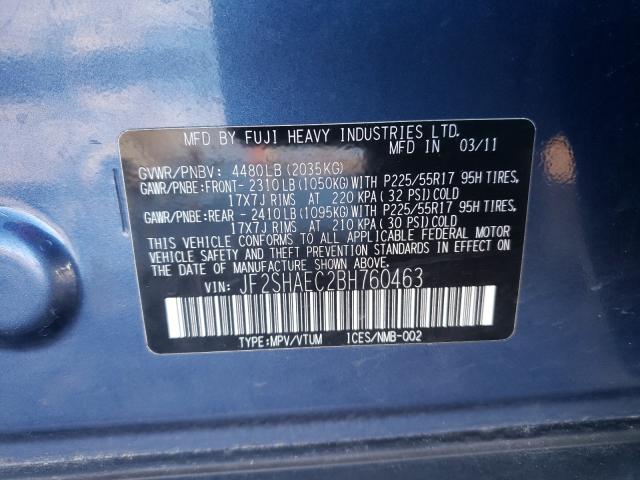 MFD BY FUJI HEAVY INDUSTRIES LTD.
MFD IN 03/11
GVWR/PNBV: 4480LB(2035KG)
GAWR/PNBE:FRONT- 2310LB(1050KG)WITH P225/55R17 95H TIRES,
17X7J RIMS AT 220 KPA(32 PSI)COLD
GAWR/PNBE:REAR - 2410LB(1095KG)WITH P225/55R17 95H TIRES,
17X7J RIMS AT 210 KPA(30 PSI)COLD
THIS VEHICLE CONFORMS TO ALL APPLICABLE FEDERAL MOTOR
VEHICLE SAFETY AND THEFT PREVENTION STANDARDS IN EFFECT ON
THE DATE OF MANUFACTURE SHOWN ABOVE.
VIN: JF2SHAEC2BH760463
TYPE:MPV/VTUM ICES/NMB-002